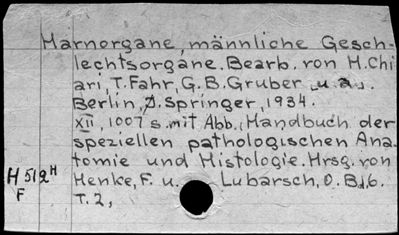 Harnorgane, männliche Gesch-
lechtsorgane. Bearb. von H. Chi
ari, T. Fahr, G. B. Gruber u. a.
Berlin, J. Springer, 1934.
XII, 1007 s. mit Abb., Handbuch der
speziellen pathologischen Ana-
tomie und Histologie. Hrsg. von
H 512 H Henke, F. u. Lubarsch, O. Bd. 6.
F T. 2,